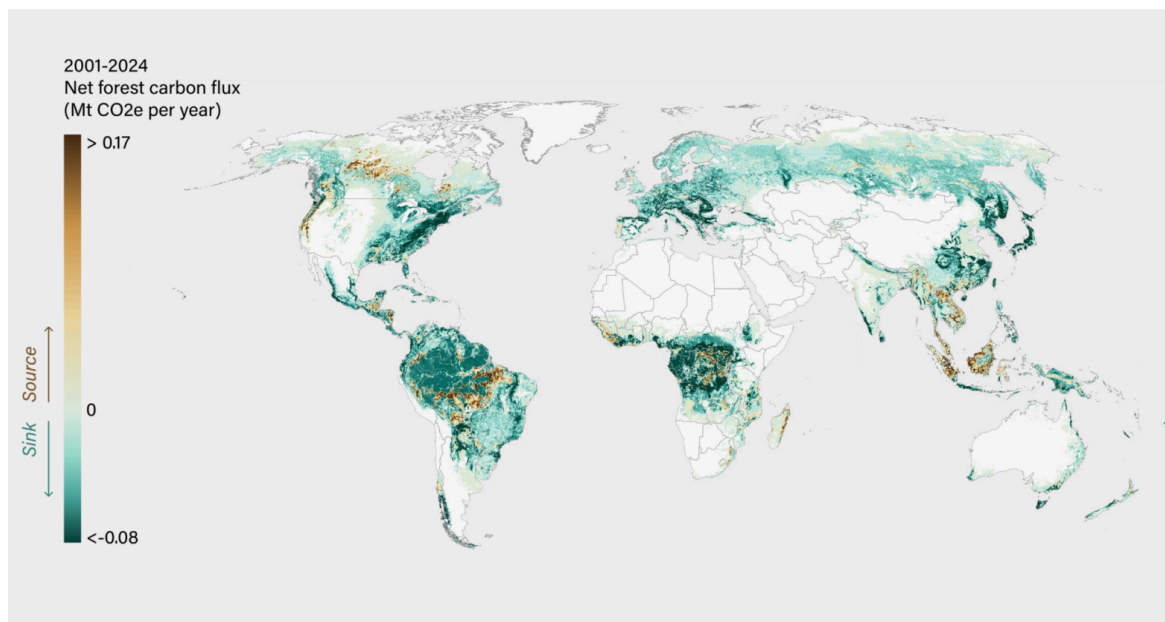 2001-2024
Net forest carbon flux
(Mt CO2e per year)
> 0.17
Source
0
Sink
<-0.08